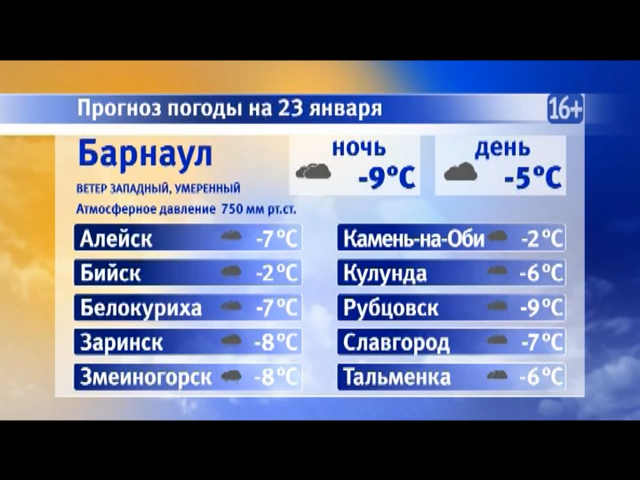 Прогноз погоды на 23 января
16+
Барнаул
ВЕТЕР ЗАПАДНЫЙ, УМЕРЕННЫЙ
Атмосферное давление 750 мм рт.ст.
ночь
-9°C
день
-5°C
Алейск -7°C
Бийск -2°C
Белокуриха -7°C
Заринск -8°C
Змеиногорск -8°C
Камень-на-Оби -2°C
Кулунда -6°C
Рубцовск -9°C
Славгород -7°C
Тальменка -6°C